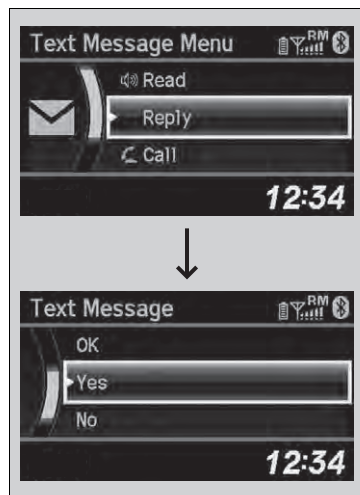 Text Message Menu RM
Read
Reply
Call
12:34
Text Message RM
OK
Yes
No
12:34